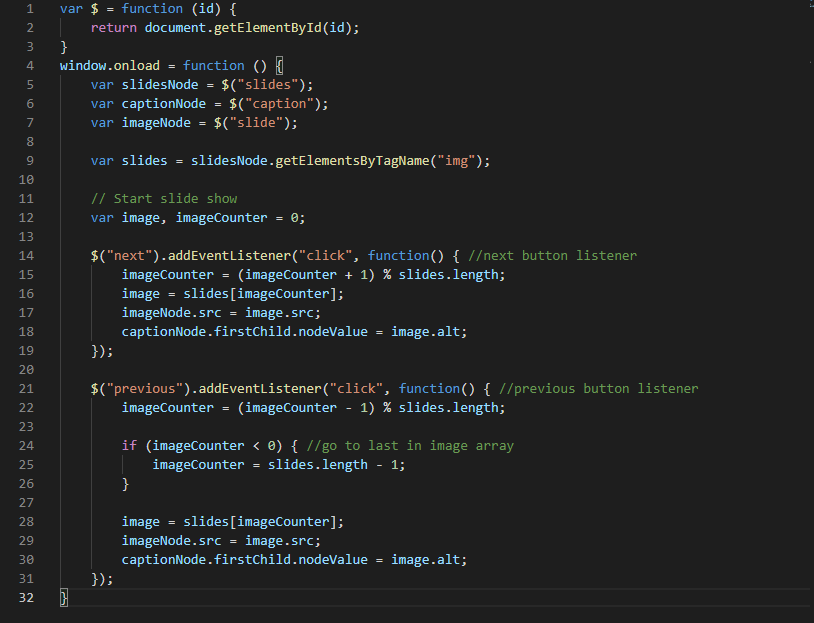 1 var $ = function (id) {
2     return document.getElementById(id);
3 }
4 window.onload = function () {
5     var slidesNode = $("slides");
6     var captionNode = $("caption");
7     var imageNode = $("slide");
8
9     var slides = slidesNode.getElementsByTagName("img");
10
11     // Start slide show
12     var image, imageCounter = 0;
13
14     $("next").addEventListener("click", function() { //next button listener
15         imageCounter = (imageCounter + 1) % slides.length;
16         image = slides[imageCounter];
17         imageNode.src = image.src;
18         captionNode.firstChild.nodeValue = image.alt;
19     });
20
21     $("previous").addEventListener("click", function() { //previous button listener
22         imageCounter = (imageCounter - 1) % slides.length;
23
24         if (imageCounter < 0) { //go to last in image array
25             imageCounter = slides.length - 1;
26         }
27
28         image = slides[imageCounter];
29         imageNode.src = image.src;
30         captionNode.firstChild.nodeValue = image.alt;
31     });
32 }